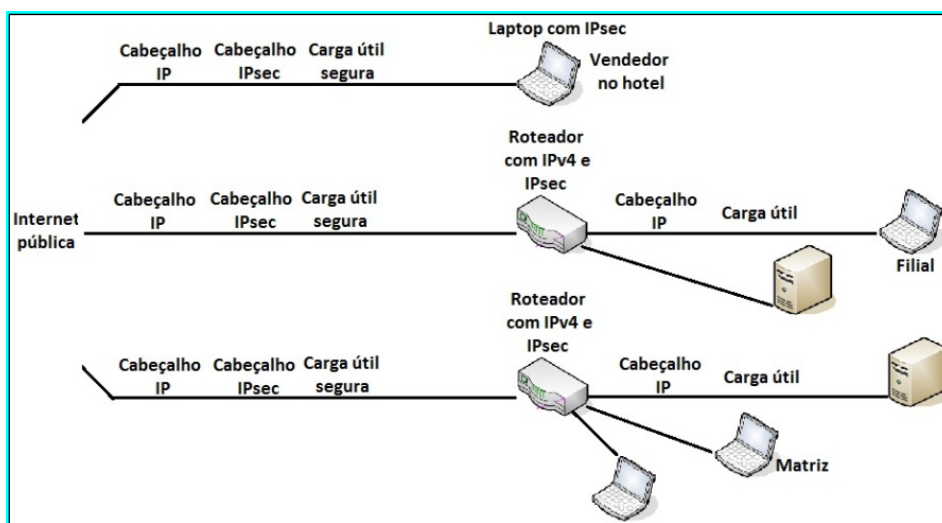 Laptop com IPsec
Cabeçalho
IP
Cabeçalho
IPsec
Carga útil
segura
Vendedor
no hotel
Roteador
com IPv4 e
IPsec
Internet
pública
Cabeçalho
IP
Cabeçalho
IPsec
Carga útil
segura
Cabeçalho
IP
Carga útil
Filial
Roteador
com IPv4 e
IPsec
Cabeçalho
IP
Cabeçalho
IPsec
Carga útil
segura
Cabeçalho
IP
Carga útil
Matriz